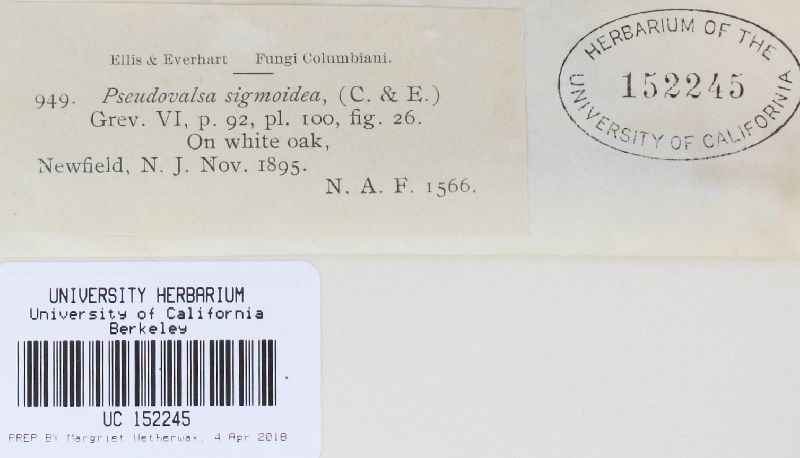 Ellis & Everhart Fungi Columbiani.
949. Pseudovalsa sigmoidea, (C. & E.)
Grev. VI, p. 92, pl. 100, fig. 26.
On white oak,
Newfield, N. J. Nov. 1895.
N. A. F. 1566.
HERBARIUM OF THE
152245
UNIVERSITY OF CALIFORNIA
UNIVERSITY HERBARIUM
University of California
Berkeley
UC 152245
PREP BY Margriet Wetherwax, 4 Apr 2018